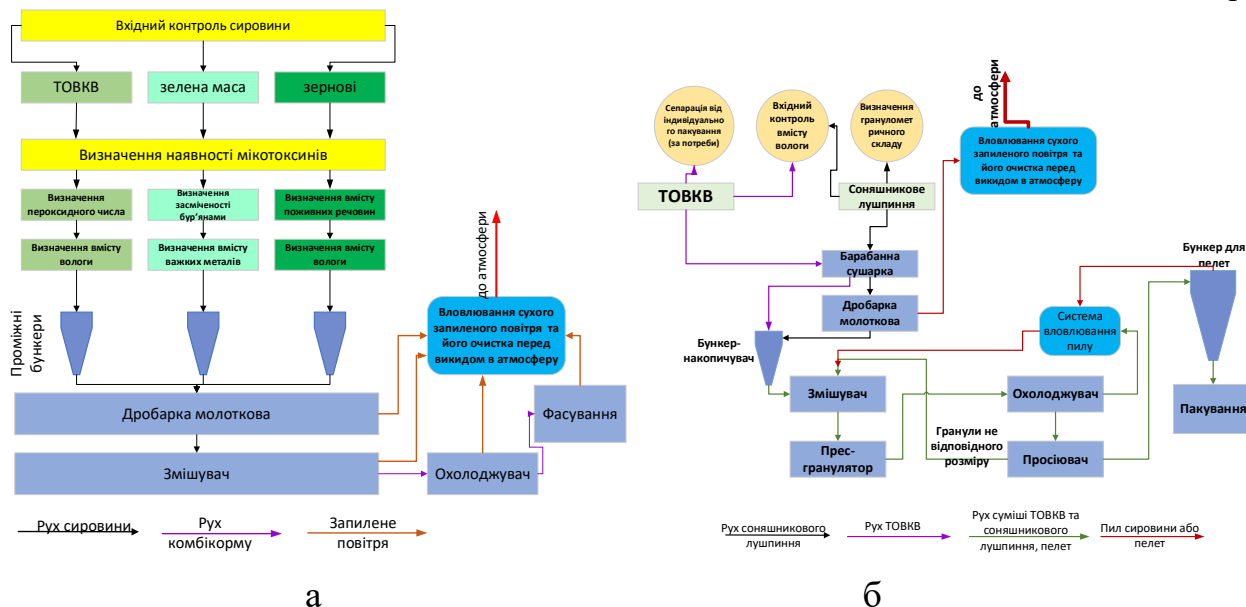 Вхідний контроль сировини
ТОВКВ
зелена маса
зернові
Визначення наявності мікотоксинів
Визначення
пероксидного числа
Визначення
засміченості
бур'янами
Визначення вмісту
поживних речовин
Визначення вмісту
вологи
Визначення вмісту
важких металів
Визначення вмісту
вологи
Проміжні
бункери
до атмосфери
Вловлювання сухого
запиленого повітря та
його очистка перед
викидом в атмосферу
Дробарка молоткова
Фасування
Змішувач
Охолоджувач
Рух сировини
Рух
комбікорму
Запилене
повітря
а
до
атмосфери
Сепарація від
індивідуально
го пакування
(за потреби)
Вхідний
контроль
вмісту
вологи
Визначення
грануломет
ричного
складу
Вловлювання сухого
запиленого повітря та
його очистка перед
викидом в атмосферу
ТОВКВ
Соняшникове
лушпиння
Барабанна
сушарка
Бункер для
пелет
Дробарка
молоткова
Система
вловлювання
пилу
Бункер-
накопичувач
Змішувач
Охолоджувач
Пакування
Гранули не
відповідного
розміру
Прес-
гранулятор
Просіювач
Рух соняшникового
лушпиння
Рух ТОВКВ
Рух суміші ТОВКВ та
соняшникового
лушпиння, пелет
Пил сировини або
пелет
б